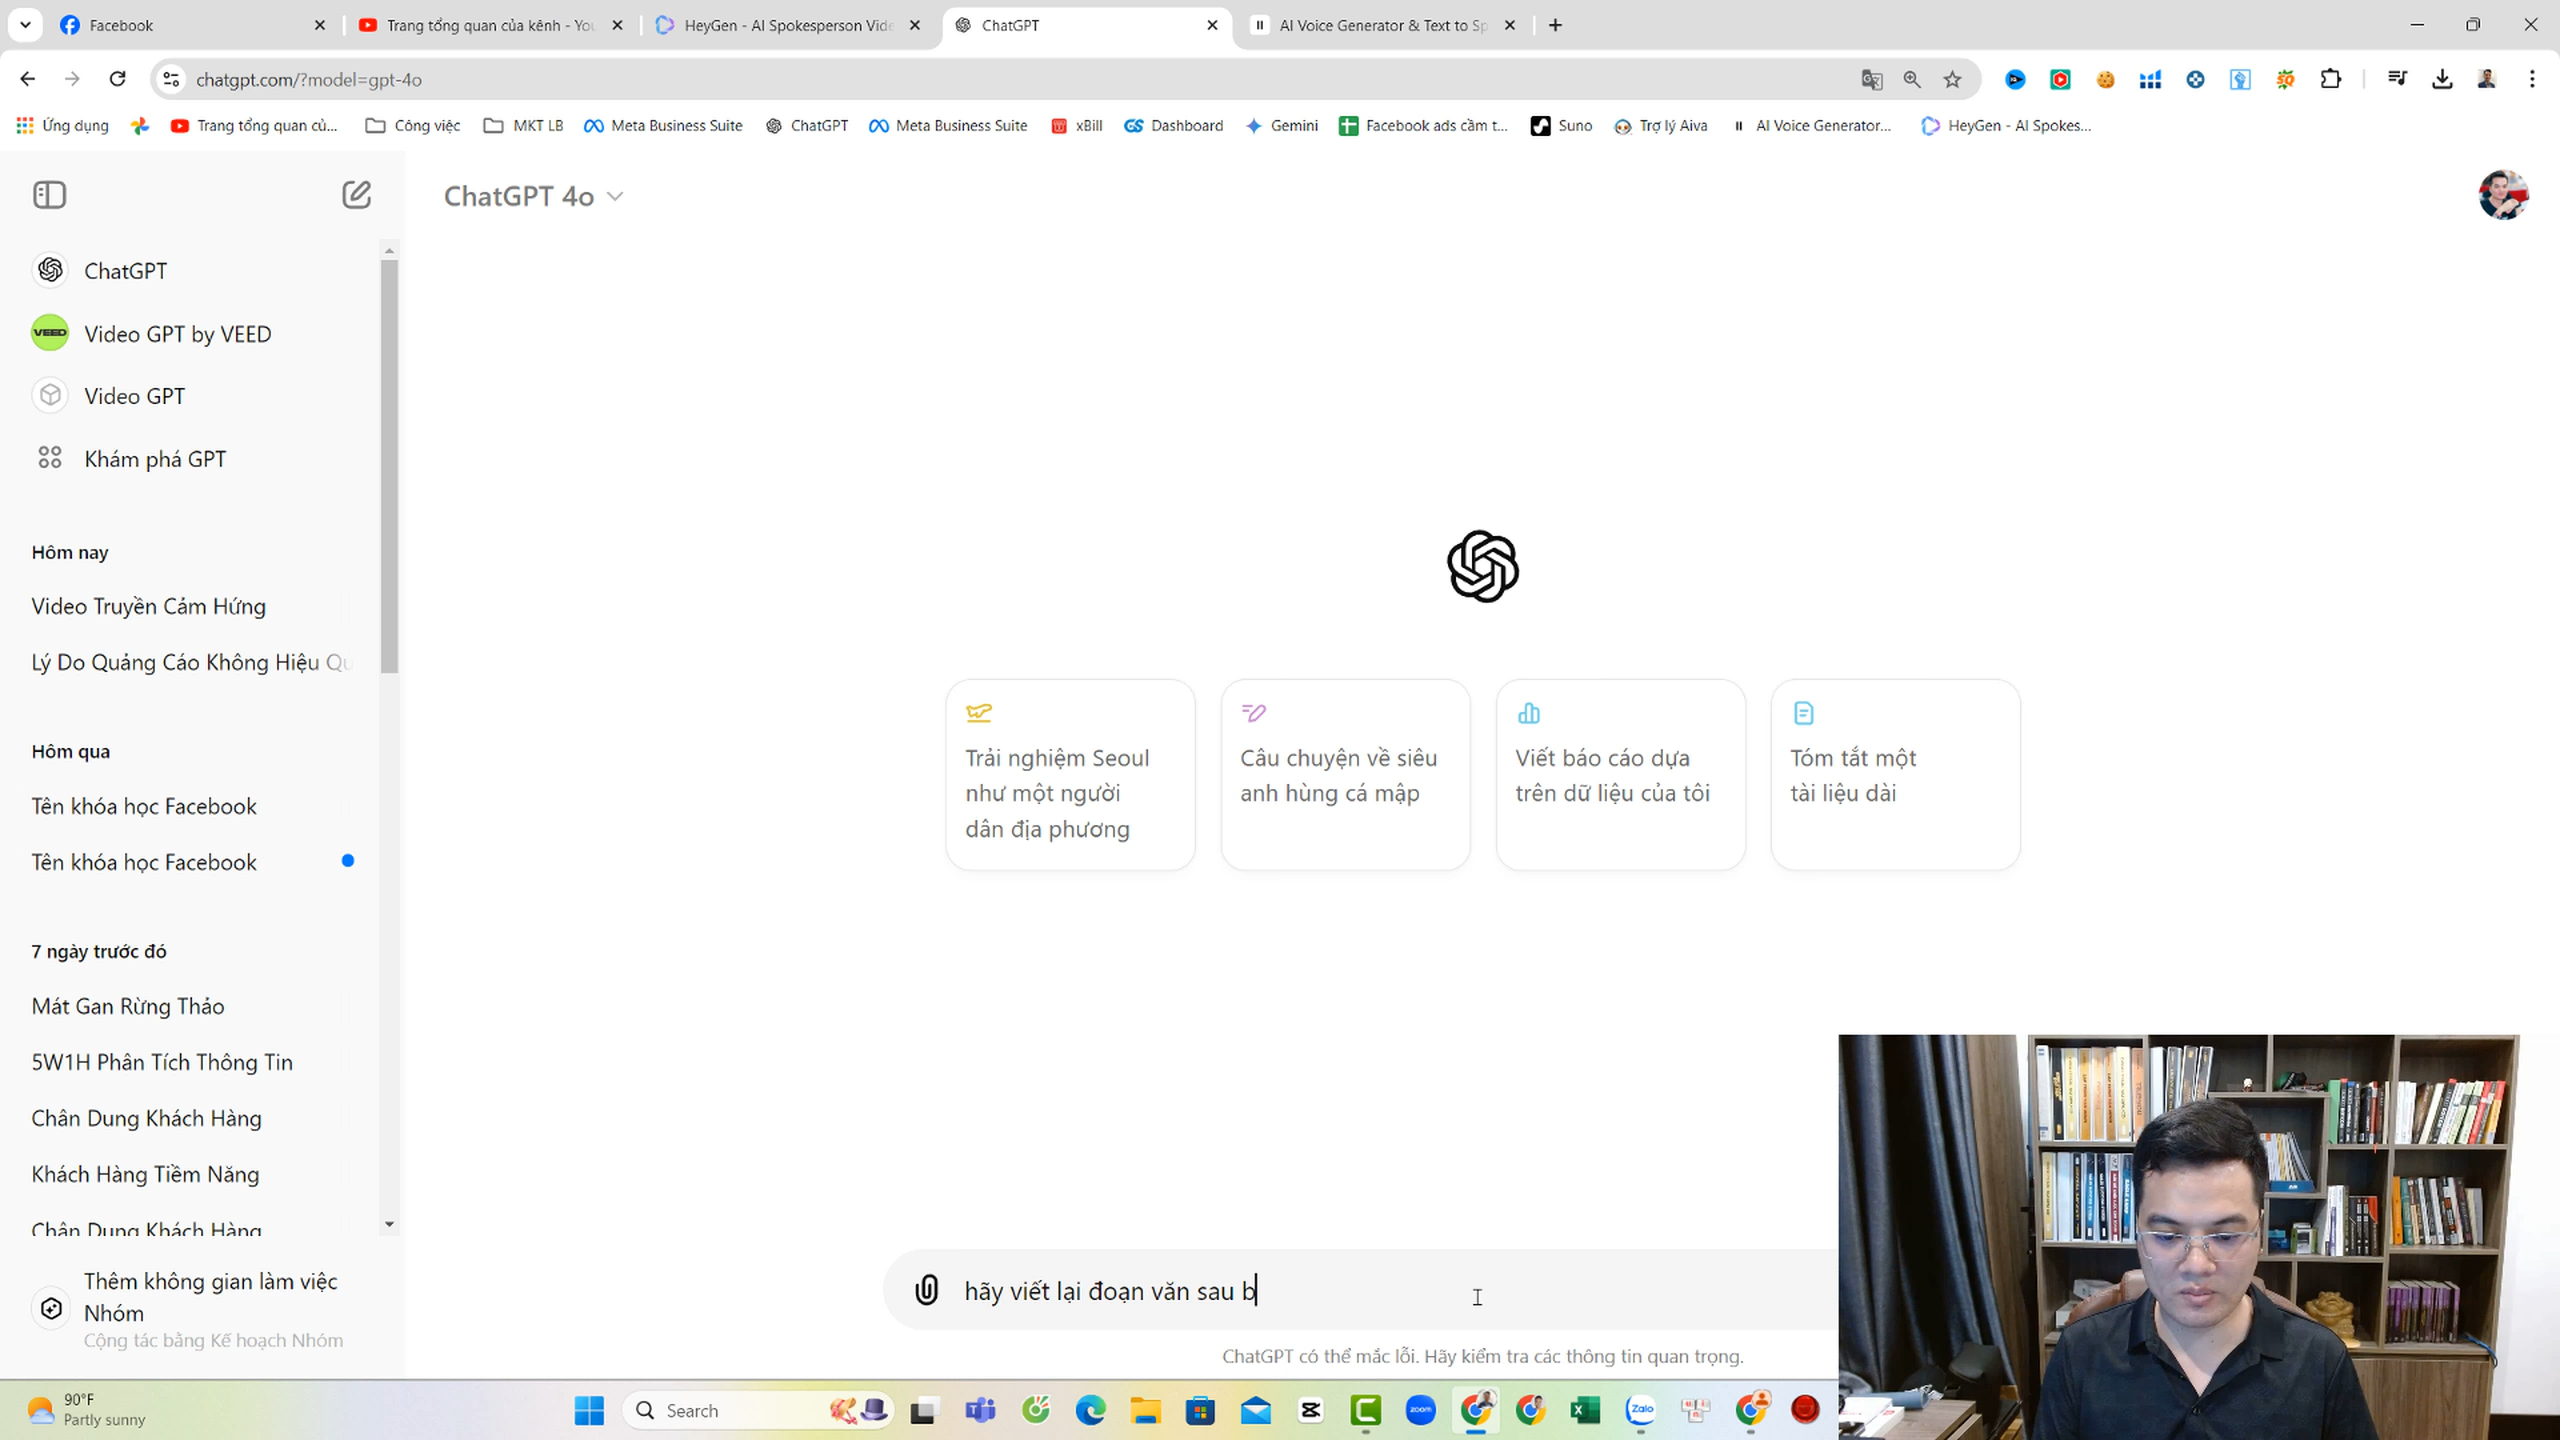 Facebook
Trang tổng quan của kênh - You
HeyGen - AI Spokesperson Vide
ChatGPT
AI Voice Generator & Text to Sp
chatgpt.com/?model=gpt-4o
Ứng dụng
Trang tổng quan củ...
Công việc
MKT LB
Meta Business Suite
ChatGPT
Meta Business Suite
xBill
GS Dashboard
Gemini
Facebook ads cầm t...
Suno
Trợ lý Aiva
AI Voice Generator...
HeyGen - AI Spokes...
ChatGPT 4o
ChatGPT
VEED
Video GPT by VEED
Video GPT
Khám phá GPT
Hôm nay
Video Truyền Cảm Hứng
Lý Do Quảng Cáo Không Hiệu Qu
Hôm qua
Tên khóa học Facebook
Tên khóa học Facebook
7 ngày trước đó
Mát Gan Rừng Thảo
5W1H Phân Tích Thông Tin
Chân Dung Khách Hàng
Khách Hàng Tiềm Năng
Chân Dung Khách Hàng
Thêm không gian làm việc
Nhóm
Cộng tác bằng Kế hoạch Nhóm
Trải nghiệm Seoul
như một người
dân địa phương
Câu chuyện về siêu
anh hùng cá mập
Viết báo cáo dựa
trên dữ liệu của tôi
Tóm tắt một
tài liệu dài
hãy viết lại đoạn văn sau b
ChatGPT có thể mắc lỗi. Hãy kiểm tra các thông tin quan trọng.
90°F
Partly sunny
Search
zoom
Zalo